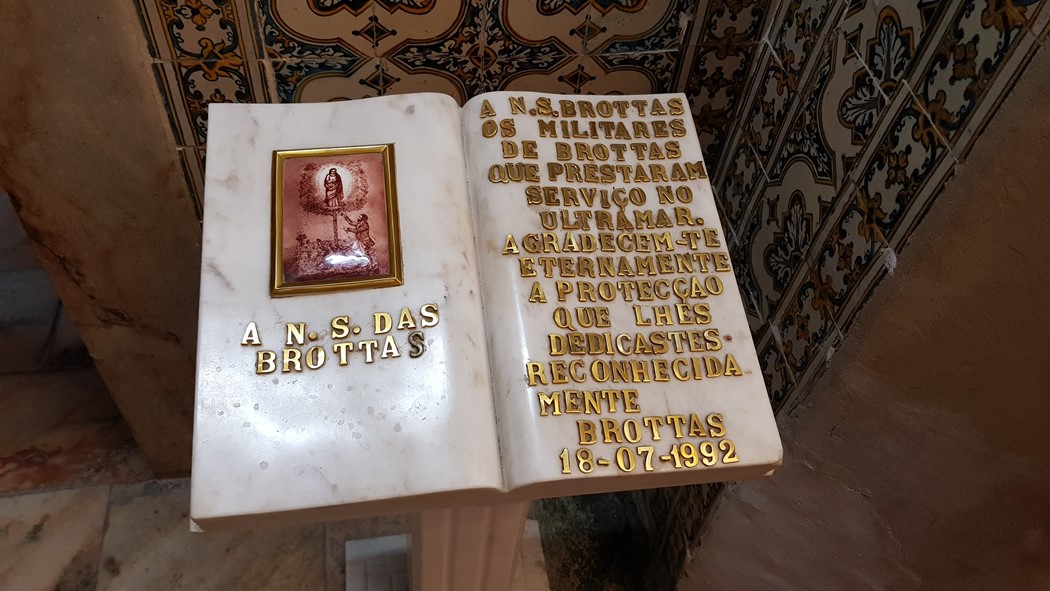 A N. S. DAS
BROTTAS
A N.S. BROTTAS
OS MILITARES
DE BROTTAS
QUE PRESTARAM
SERVIÇO NO
ULTRAMAR.
AGRADECEM-TE
ETERNAMENTE
A PROTECÇÃO
QUE LHES
DEDICASTES-
RECONHECIDA
MENTE
BROTTAS
18-07-1992